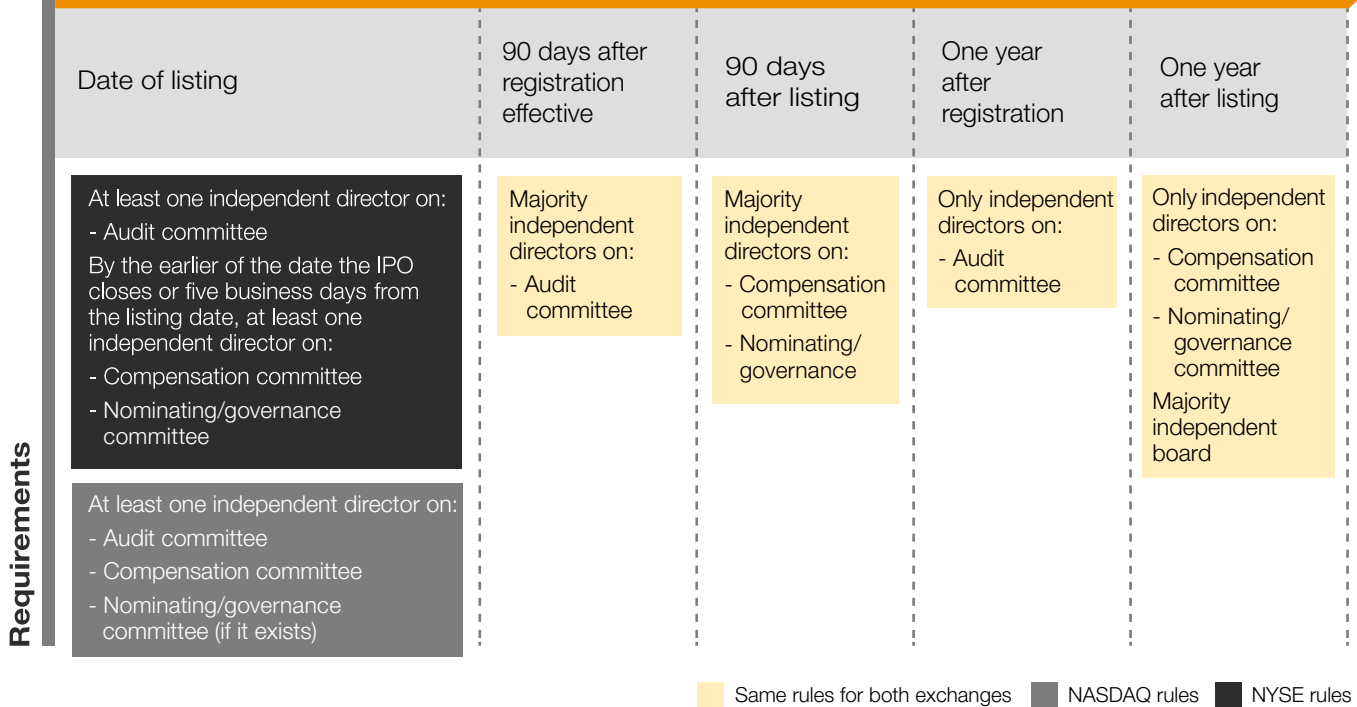 Requirements
Date of listing
90 days after
registration
effective
90 days
after listing
One year
after
registration
One year
after listing
At least one independent director on:
- Audit committee
By the earlier of the date the IPO
closes or five business days from
the listing date, at least one
independent director on:
- Compensation committee
- Nominating/governance
committee
At least one independent director on:
- Audit committee
- Compensation committee
- Nominating/governance
committee (if it exists)
Majority
independent
directors on:
- Audit
committee
Majority
independent
directors on:
- Compensation
committee
- Nominating/
governance
Only independent
directors on:
- Audit
committee
Only independent
directors on:
- Compensation
committee
- Nominating/
governance
committee
Majority
independent
board
Same rules for both exchanges
NASDAQ rules
NYSE rules